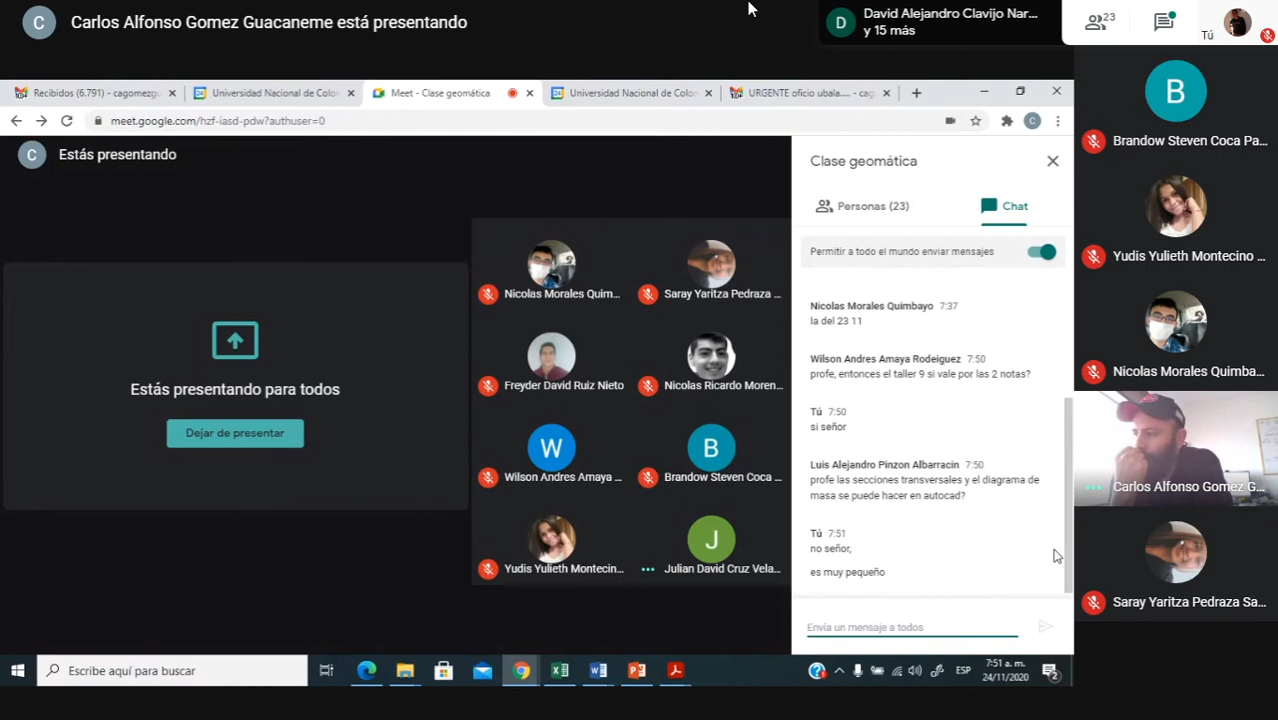 C
Carlos Alfonso Gomez Guacaneme está presentando
D
David Alejandro Clavijo Nar...
y 15 más
23
Tú
Recibidos (6.791) - cagomezgu
Universidad Nacional de Colon
Meet - Clase geomática
Universidad Nacional de Colon
URGENTE oficio ubala.... - cag
meet.google.com/hzf-iasd-pdw?authuser=0
C
C
Estás presentando
Estás presentando para todos
Dejar de presentar
Nicolas Morales Quim...
Saray Yaritza Pedraza ...
Freyder David Ruiz Nieto
Nicolas Ricardo Moren...
W
Wilson Andres Amaya ...
B
Brandow Steven Coca ...
Yudis Yulieth Montecin...
J
Julian David Cruz Vela...
Clase geomática
Personas (23)
Chat
Permitir a todo el mundo enviar mensajes
Nicolas Morales Quimbayo 7:37
la del 23 11
Wilson Andres Amaya Rodeiguez 7:50
profe, entonces el taller 9 si vale por las 2 notas?
Tú 7:50
si señor
Luis Alejandro Pinzon Albarracin 7:50
profe las secciones transversales y el diagrama de
masa se puede hacer en autocad?
Tú 7:51
no señor,
es muy pequeño
Envía un mensaje a todos
B
Brandow Steven Coca Pa...
Yudis Yulieth Montecino ...
Nicolas Morales Quimba...
Carlos Alfonso Gomez G...
Saray Yaritza Pedraza Sa...
Escribe aquí para buscar
ESP
7:51 a. m.
24/11/2020
2